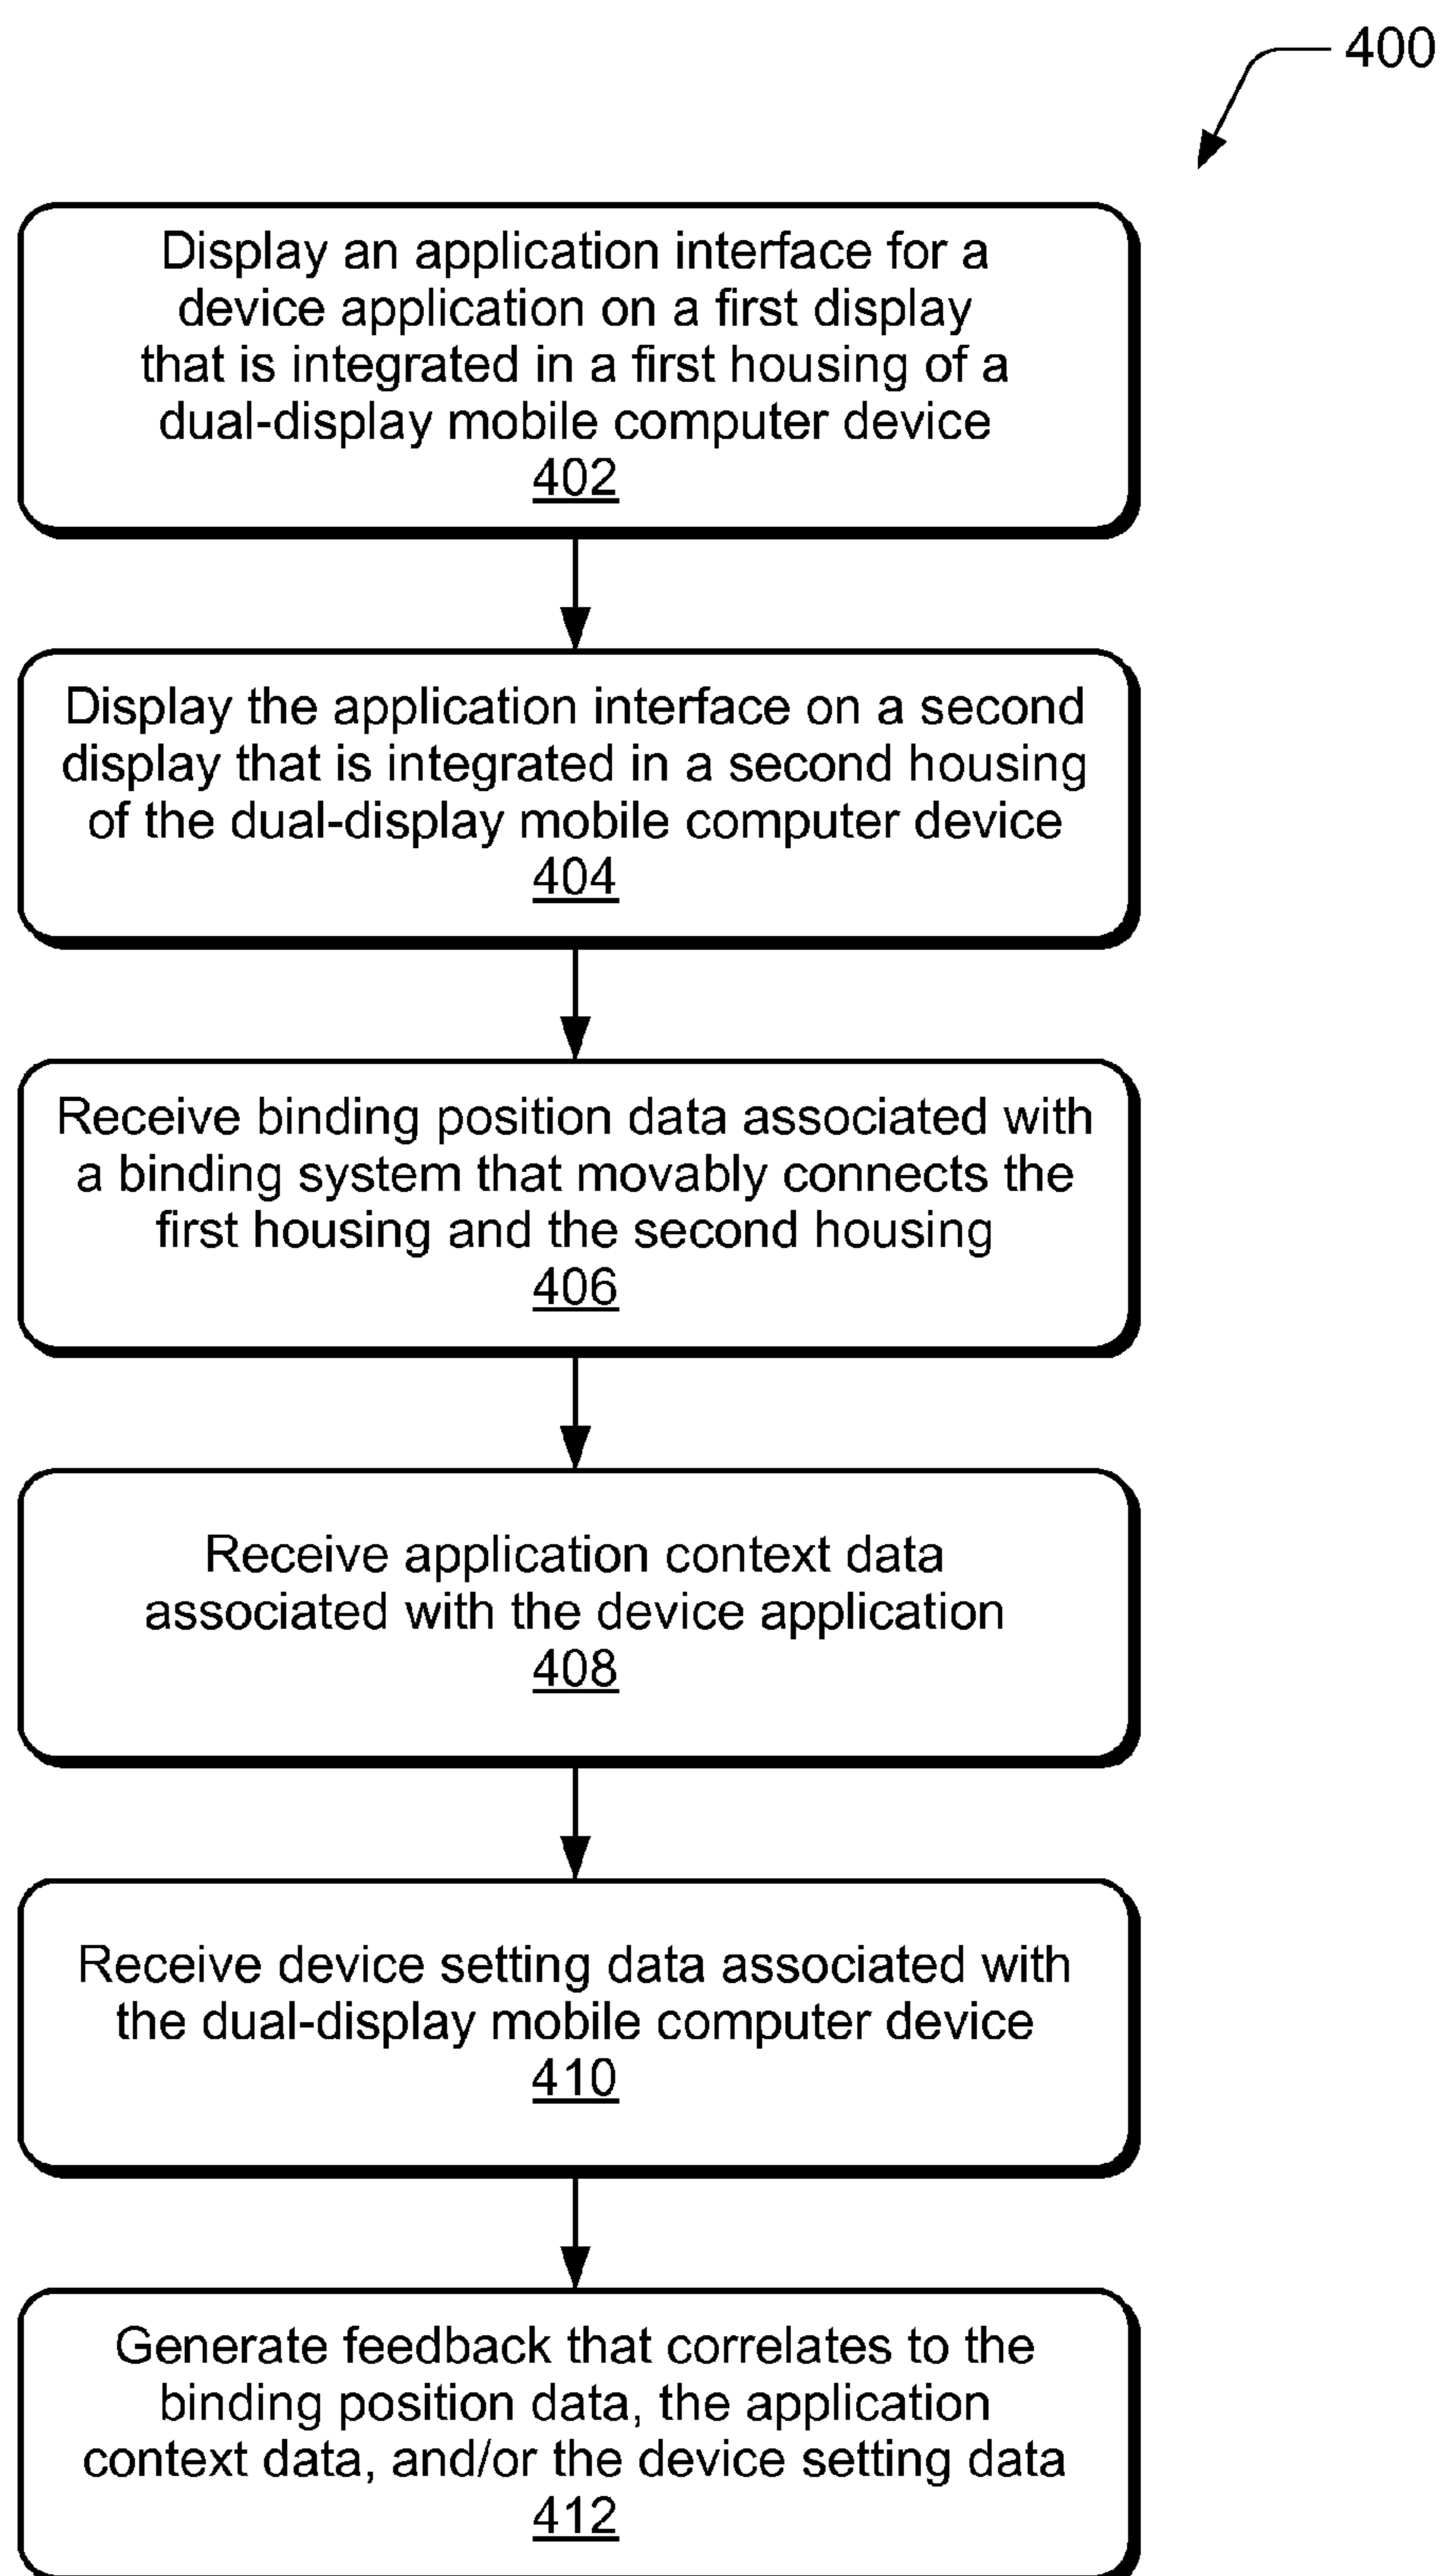 400
Display an application interface for a
device application on a first display
that is integrated in a first housing of a
dual-display mobile computer device
402
Display the application interface on a second
display that is integrated in a second housing
of the dual-display mobile computer device
404
Receive binding position data associated with
a binding system that movably connects the
first housing and the second housing
406
Receive application context data
associated with the device application
408
Receive device setting data associated with
the dual-display mobile computer device
410
Generate feedback that correlates to the
binding position data, the application
context data, and/or the device setting data
412